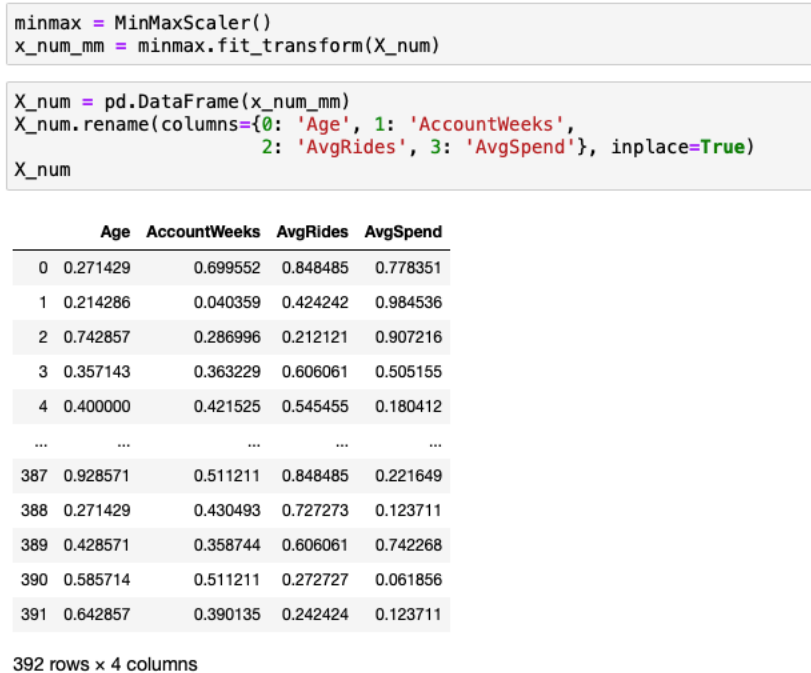 minmax = MinMaxScaler()
x_num_mm = minmax.fit_transform(X_num)
X_num = pd.DataFrame(x_num_mm)
X_num.rename(columns={0: 'Age', 1: 'AccountWeeks',
2: 'AvgRides', 3: 'AvgSpend'}, inplace=True)
X_num
Age AccountWeeks AvgRides AvgSpend
0 0.271429 0.699552 0.848485 0.778351
1 0.214286 0.040359 0.424242 0.984536
2 0.742857 0.286996 0.212121 0.907216
3 0.357143 0.363229 0.606061 0.505155
4 0.400000 0.421525 0.545455 0.180412
... ... ... ... ...
387 0.928571 0.511211 0.848485 0.221649
388 0.271429 0.430493 0.727273 0.123711
389 0.428571 0.358744 0.606061 0.742268
390 0.585714 0.511211 0.272727 0.061856
391 0.642857 0.390135 0.242424 0.123711
392 rows × 4 columns